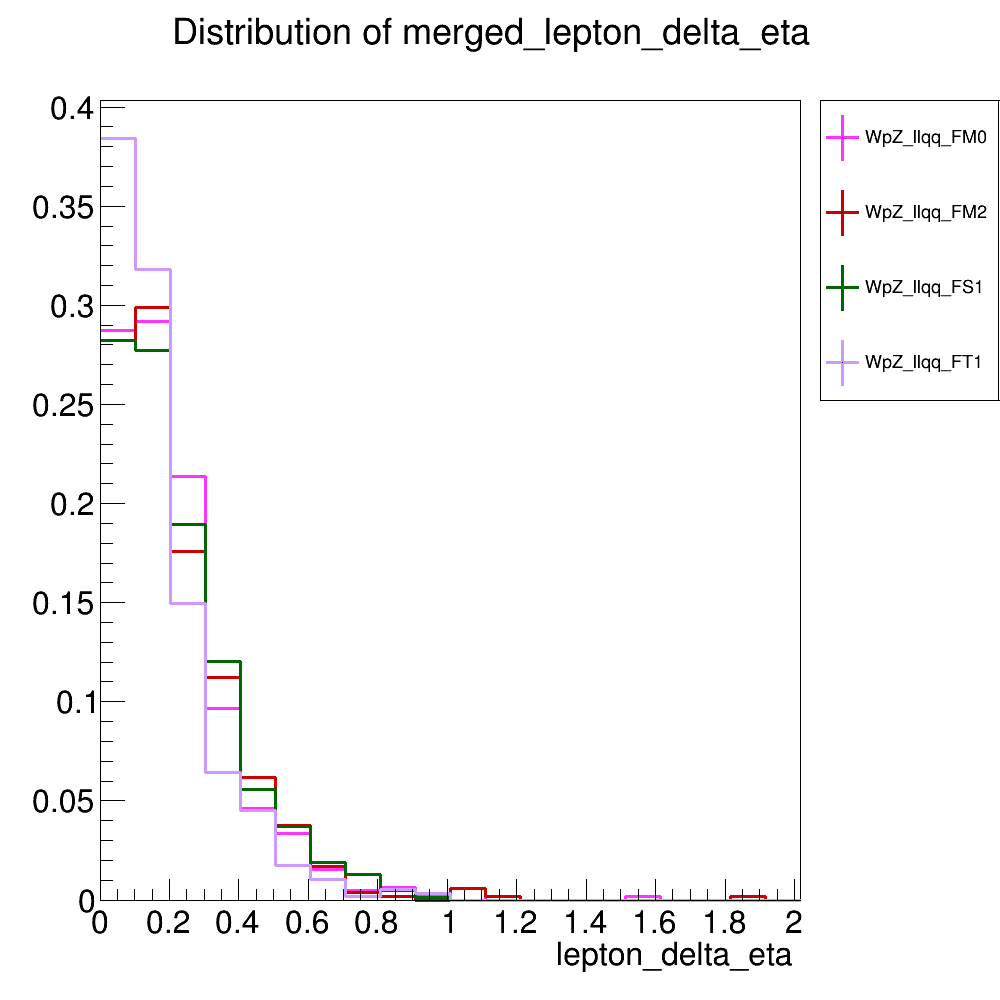 Distribution of merged_lepton_delta_eta
0.4
0.35
0.3
0.25
0.2
0.15
0.1
0.05
0
0 0.2 0.4 0.6 0.8 1 1.2 1.4 1.6 1.8 2
lepton_delta_eta
WpZ_llqq_FM0
WpZ_llqq_FM2
WpZ_llqq_FS1
WpZ_llqq_FT1